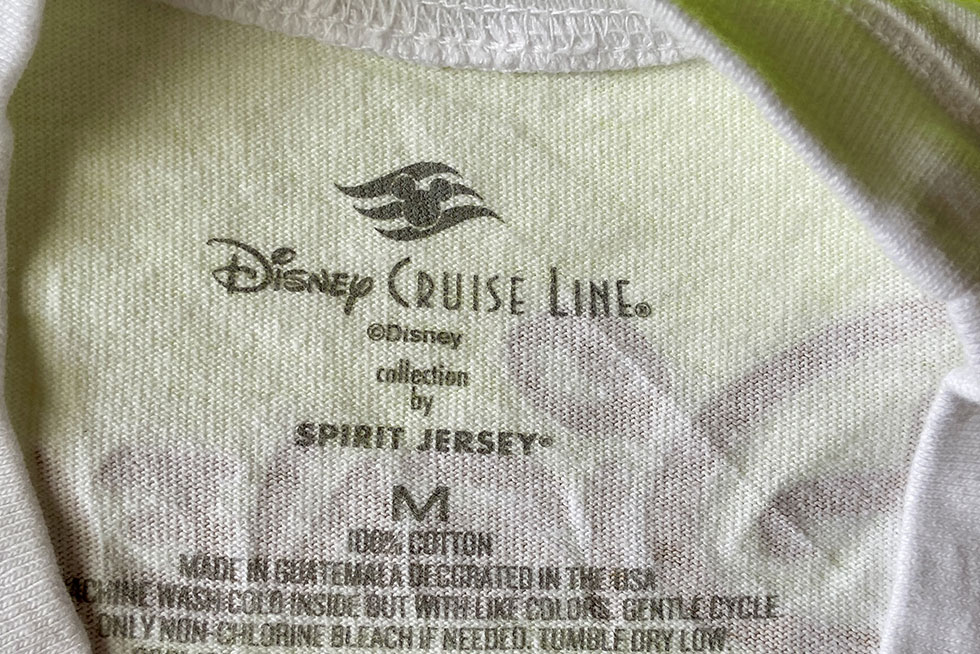 Disney Cruise Line®
©Disney
collection
by
SPIRIT JERSEY®
M
100% COTTON
MADE IN GUATEMALA DECORATED IN THE USA
WASH COLD INSIDE OUT WITH LIKE COLORS. GENTLE CYCLE
ONLY NON-CHLORINE BLEACH IF NEEDED. TUMBLE DRY LOW.